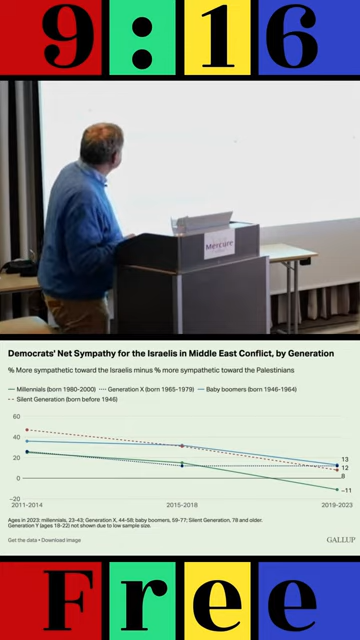 9:16
Mercure
Democrats' Net Sympathy for the Israelis in Middle East Conflict, by Generation
% More sympathetic toward the Israelis minus % more sympathetic toward the Palestinians
Millennials (born 1980-2000) Generation X (born 1965-1979) Baby boomers (born 1946-1964)
Silent Generation (born before 1946)
60
40
20
0
-20
13
12
8
-11
2011-2014 2015-2018 2019-2023
Ages in 2023: millennials, 23-43; Generation X, 44-58; baby boomers, 59-77; Silent Generation, 78 and older.
Generation Y (ages 18-22) not shown due to low sample size.
Get the data • Download image GALLUP
Free